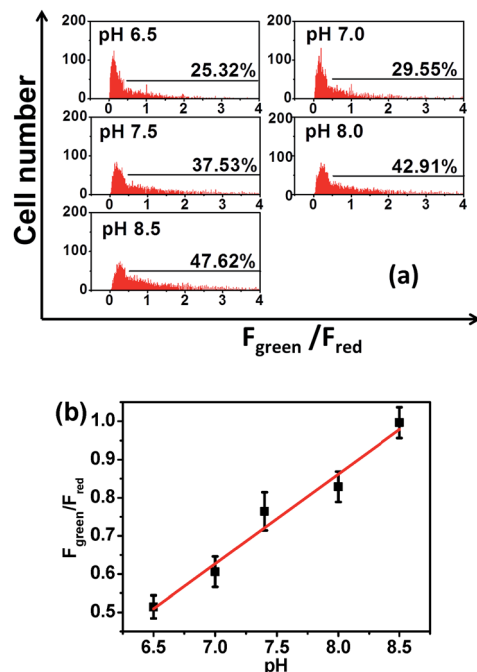 pH 6.5
25.32%
200
100
0
0 1 2 3 4
pH 7.0
29.55%
200
100
0
0 1 2 3 4
pH 7.5
37.53%
200
100
0
0 1 2 3 4
pH 8.0
42.91%
200
100
0
0 1 2 3 4
pH 8.5
47.62%
200
100
0
0 1 2 3 4
Cell number
(a)
Fgreen /Fred
(b)
1.0
0.9
0.8
0.7
0.6
0.5
Fgreen/Fred
6.5 7.0 7.5 8.0 8.5
pH